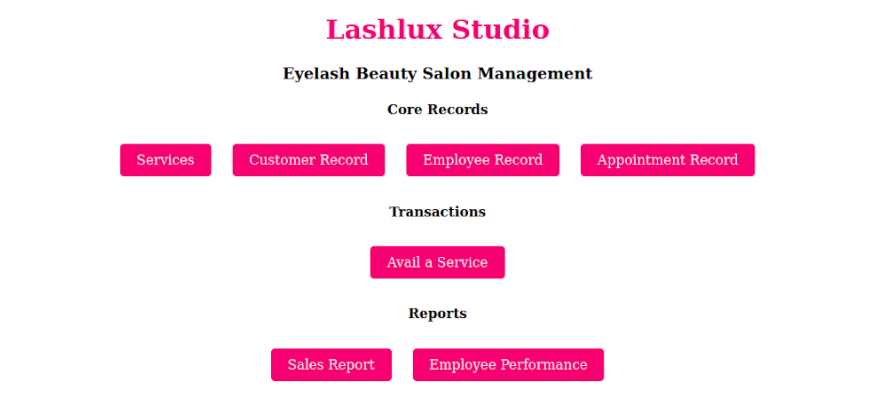 Lashlux Studio
Eyelash Beauty Salon Management
Core Records
Services Customer Record Employee Record Appointment Record
Transactions
Avail a Service
Reports
Sales Report Employee Performance